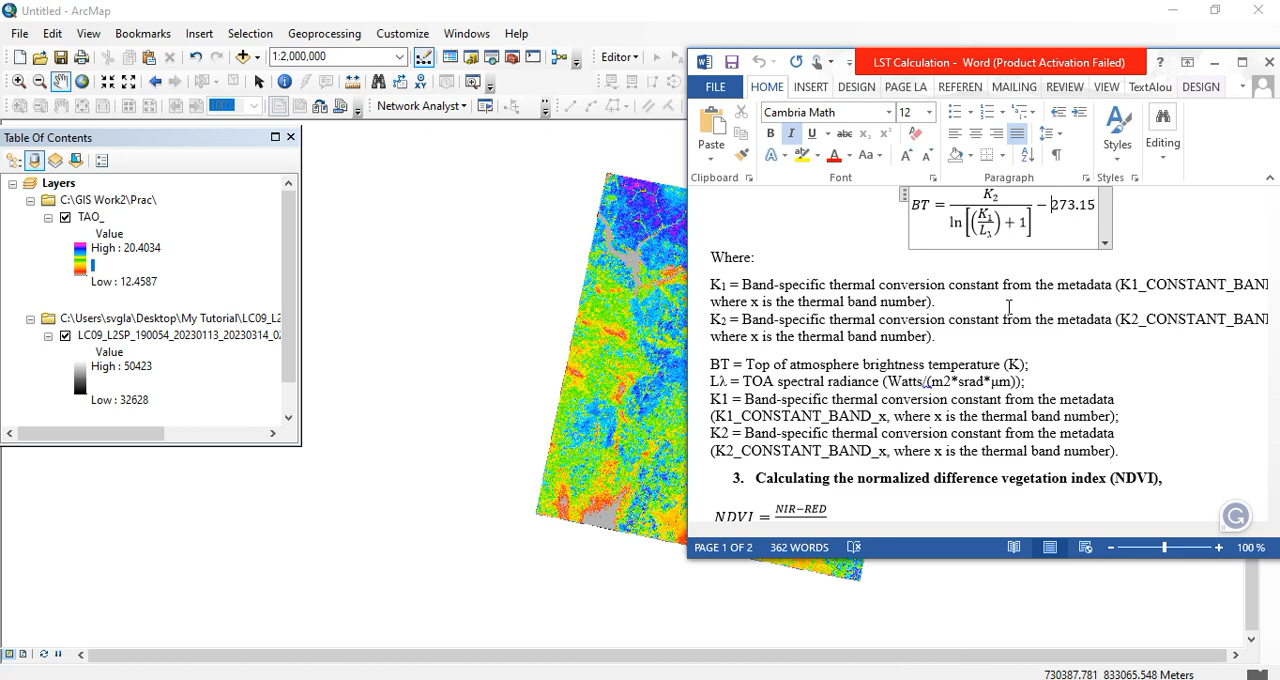 Untitled - ArcMap
File Edit View Bookmarks Insert Selection Geoprocessing Customize Windows Help
1:2,000,000
Editor
100%
Network Analyst
Table Of Contents
Layers
C:\GIS Work2\Prac\
TAO_
Value
High : 20.4034
Low : 12.4587
C:\Users\svgla\Desktop\My Tutorial\LC09_L2
LC09_L2SP_190054_20230113_20230314_0
Value
High : 50423
Low : 32628
LST Calculation - Word (Product Activation Failed)
FILE HOME INSERT DESIGN PAGE LA REFEREN MAILING REVIEW VIEW TextAlou DESIGN
Cambria Math 12
Paste
Styles
Editing
Clipboard Font Paragraph Styles
BT = K2 / ln[(K1/Lλ) + 1] − 273.15
Where:
K1 = Band-specific thermal conversion constant from the metadata (K1_CONSTANT_BAN
where x is the thermal band number).
K2 = Band-specific thermal conversion constant from the metadata (K2_CONSTANT_BAN
where x is the thermal band number).
BT = Top of atmosphere brightness temperature (K);
Lλ = TOA spectral radiance (Watts/(m2*srad*μm));
K1 = Band-specific thermal conversion constant from the metadata
(K1_CONSTANT_BAND_x, where x is the thermal band number);
K2 = Band-specific thermal conversion constant from the metadata
(K2_CONSTANT_BAND_x, where x is the thermal band number).
3. Calculating the normalized difference vegetation index (NDVI),
NDVI = NIR−RED
PAGE 1 OF 2 362 WORDS 100 %
730387.781 833065.548 Meters